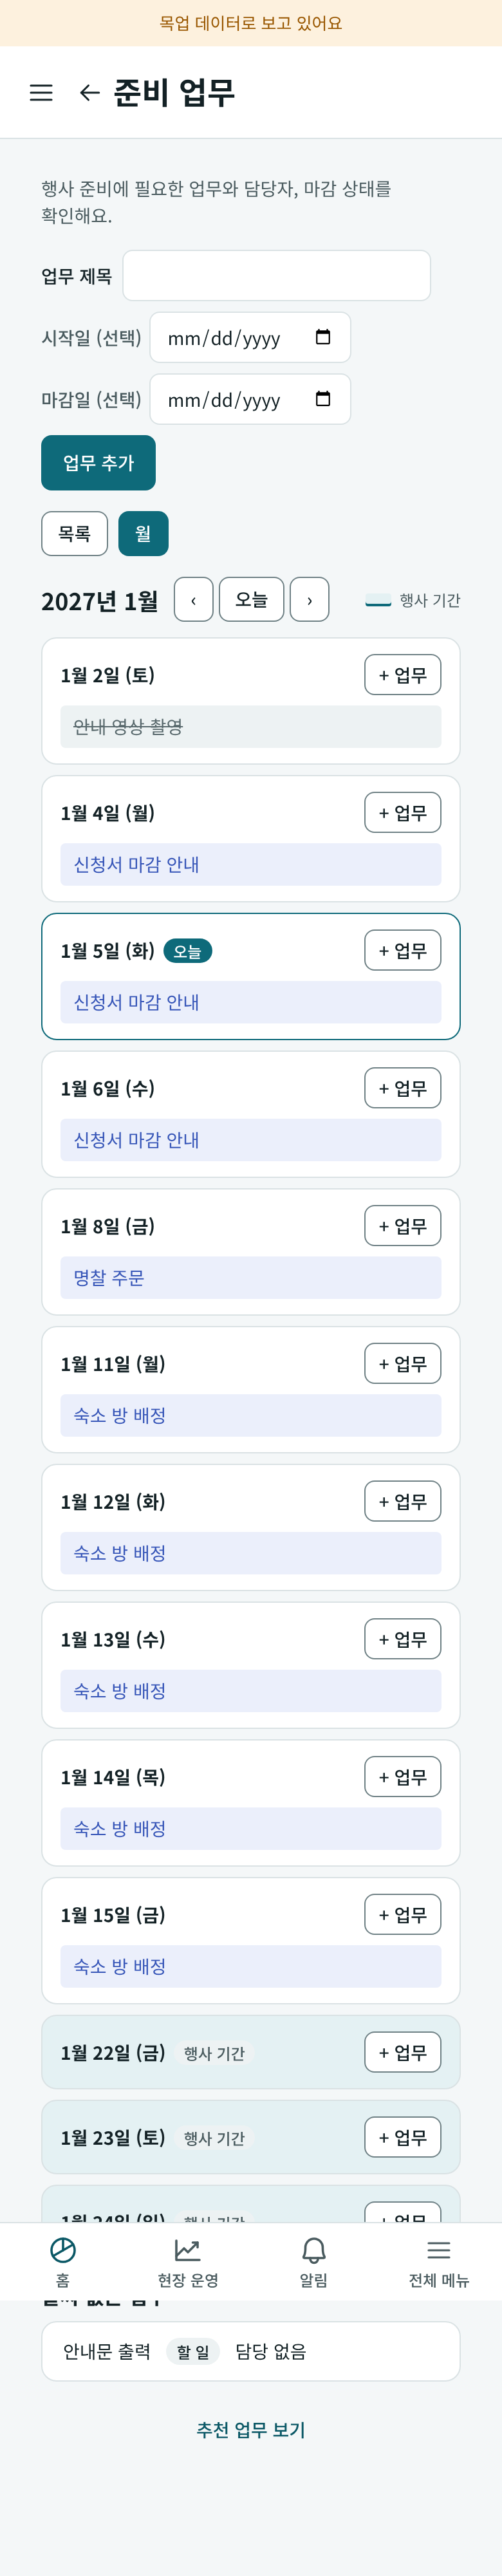 목업 데이터로 보고 있어요
준비 업무
행사 준비에 필요한 업무와 담당자, 마감 상태를
확인해요.
업무 제목
시작일 (선택) mm/dd/yyyy
마감일 (선택) mm/dd/yyyy
업무 추가
목록 월
2027년 1월 ‹ 오늘 › 행사 기간
1월 2일 (토) + 업무
안내 영상 촬영
1월 4일 (월) + 업무
신청서 마감 안내
1월 5일 (화) 오늘 + 업무
신청서 마감 안내
1월 6일 (수) + 업무
신청서 마감 안내
1월 8일 (금) + 업무
명찰 주문
1월 11일 (월) + 업무
숙소 방 배정
1월 12일 (화) + 업무
숙소 방 배정
1월 13일 (수) + 업무
숙소 방 배정
1월 14일 (목) + 업무
숙소 방 배정
1월 15일 (금) + 업무
숙소 방 배정
1월 22일 (금) 행사 기간 + 업무
1월 23일 (토) 행사 기간 + 업무
1월 24일 (일) 행사 기간 + 업무
홈 현장 운영 알림 전체 메뉴
안내문 출력 할 일 담당 없음
추천 업무 보기